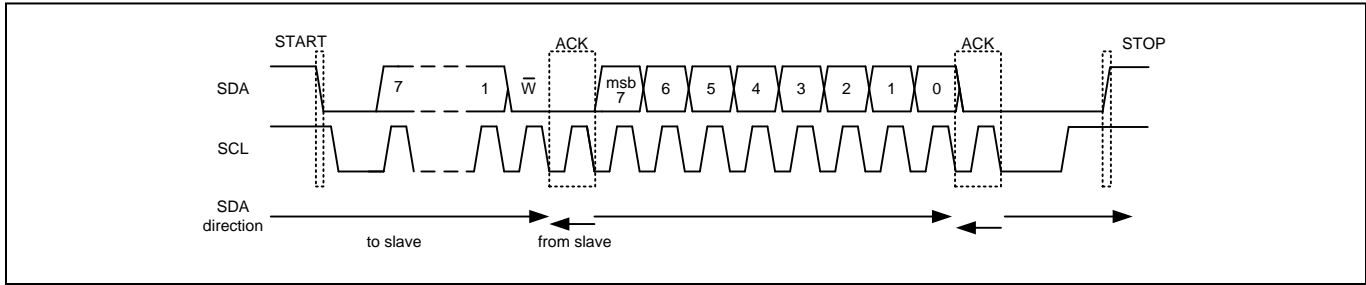 START ACK ACK STOP
SDA 7 1 W̅ msb 7 6 5 4 3 2 1 0
SCL
SDA direction
to slave from slave